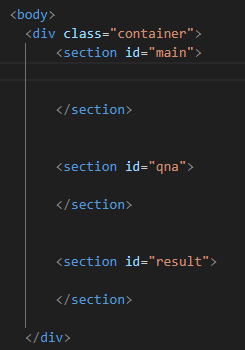 <body>
<div class="container">
<section id="main">
</section>
<section id="qna">
</section>
<section id="result">
</section>
</div>